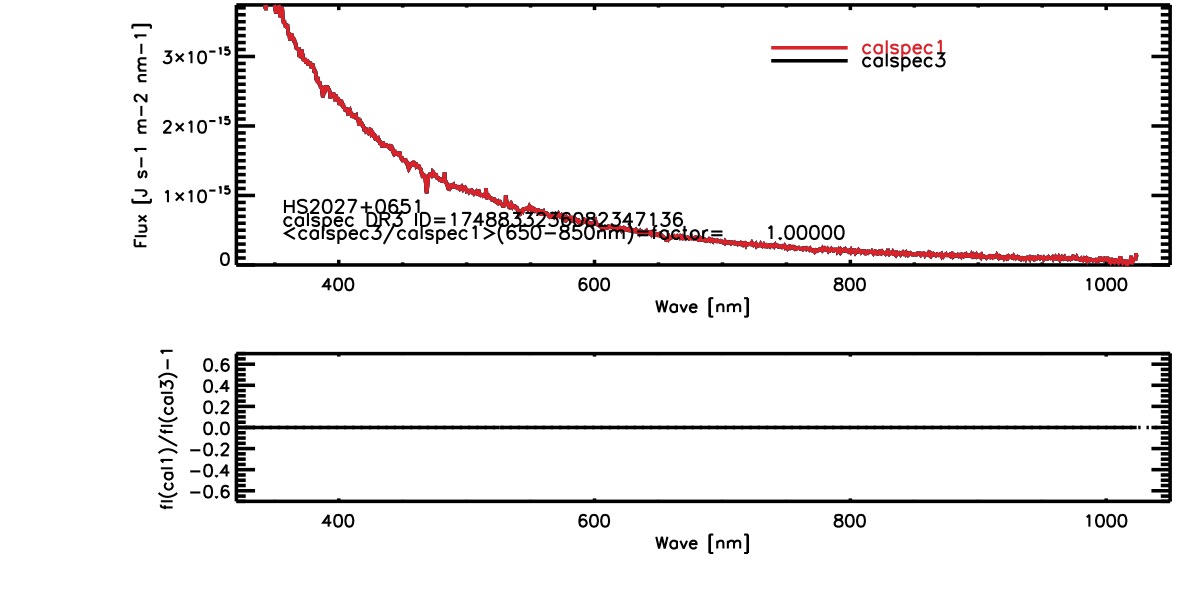 Flux [J s-1 m-2 nm-1]
3×10⁻¹⁵
2×10⁻¹⁵
1×10⁻¹⁵
0
calspec1
calspec3
HS2027+0651
calspec DR3 ID=1748833236082347136
<calspec3/calspec1>(650-850nm)=factor= 1.00000
400 600 800 1000
Wave [nm]
fl(cal1)/fl(cal3)-1
0.6
0.4
0.2
0.0
-0.2
-0.4
-0.6
400 600 800 1000
Wave [nm]